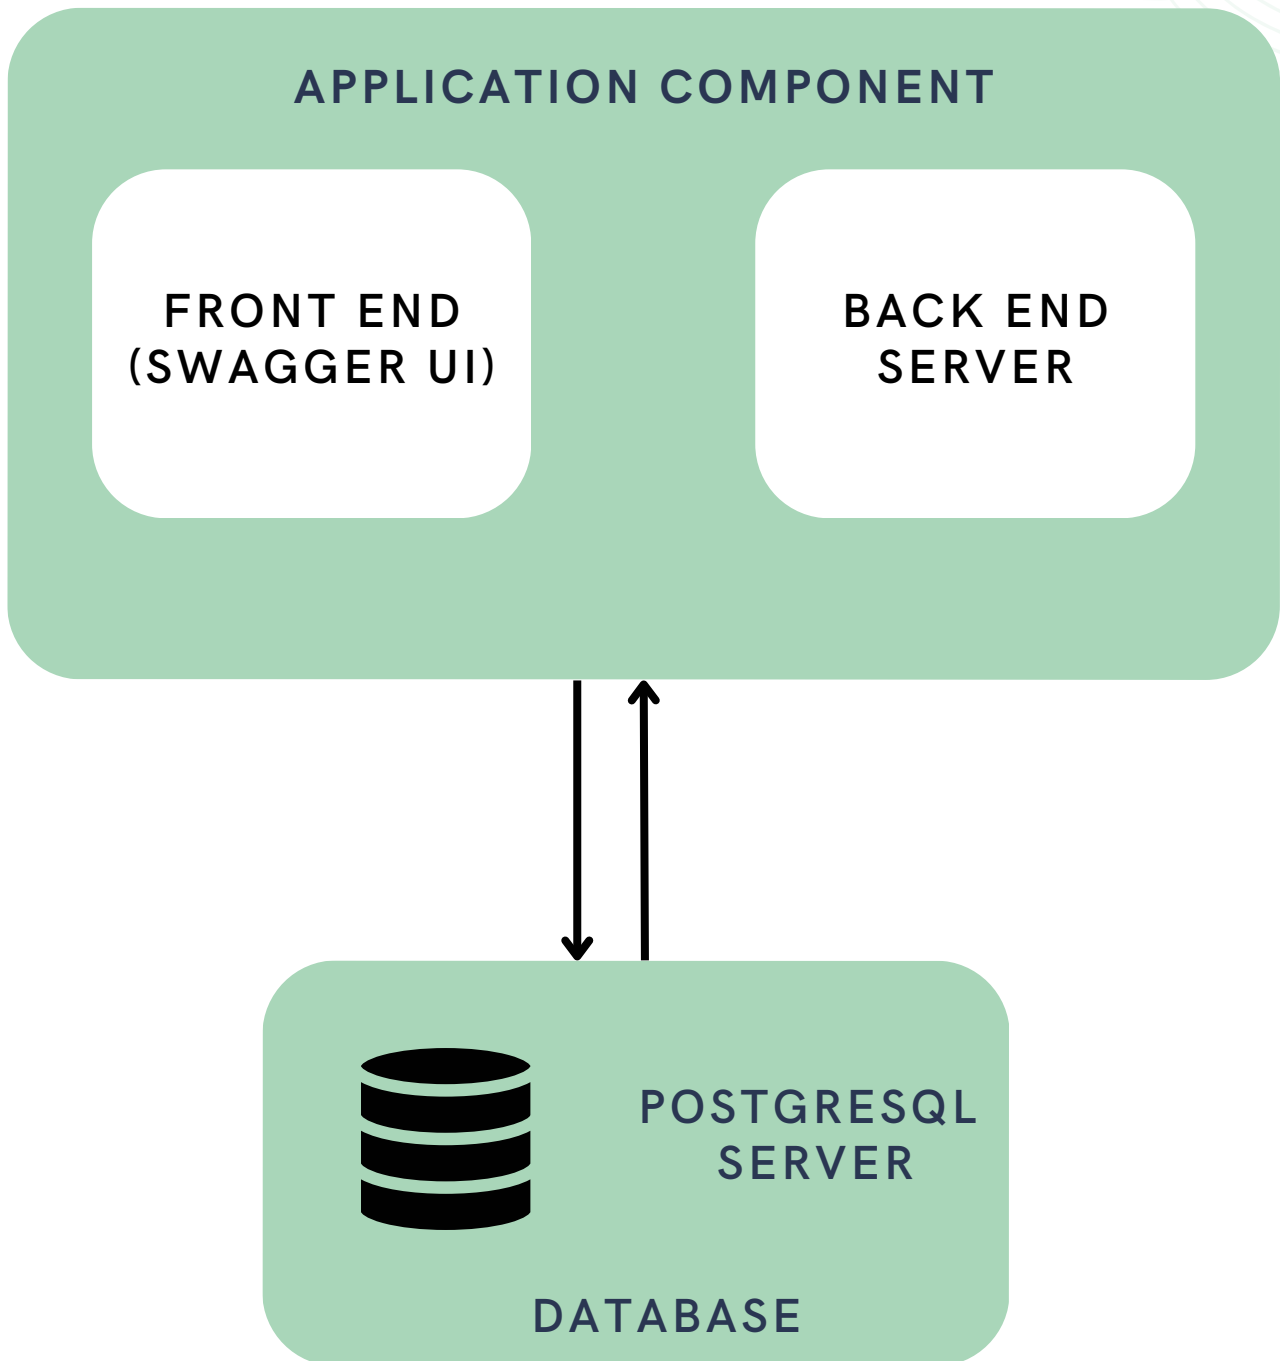 APPLICATION COMPONENT
FRONT END
(SWAGGER UI)
BACK END
SERVER
POSTGRESQL
SERVER
DATABASE